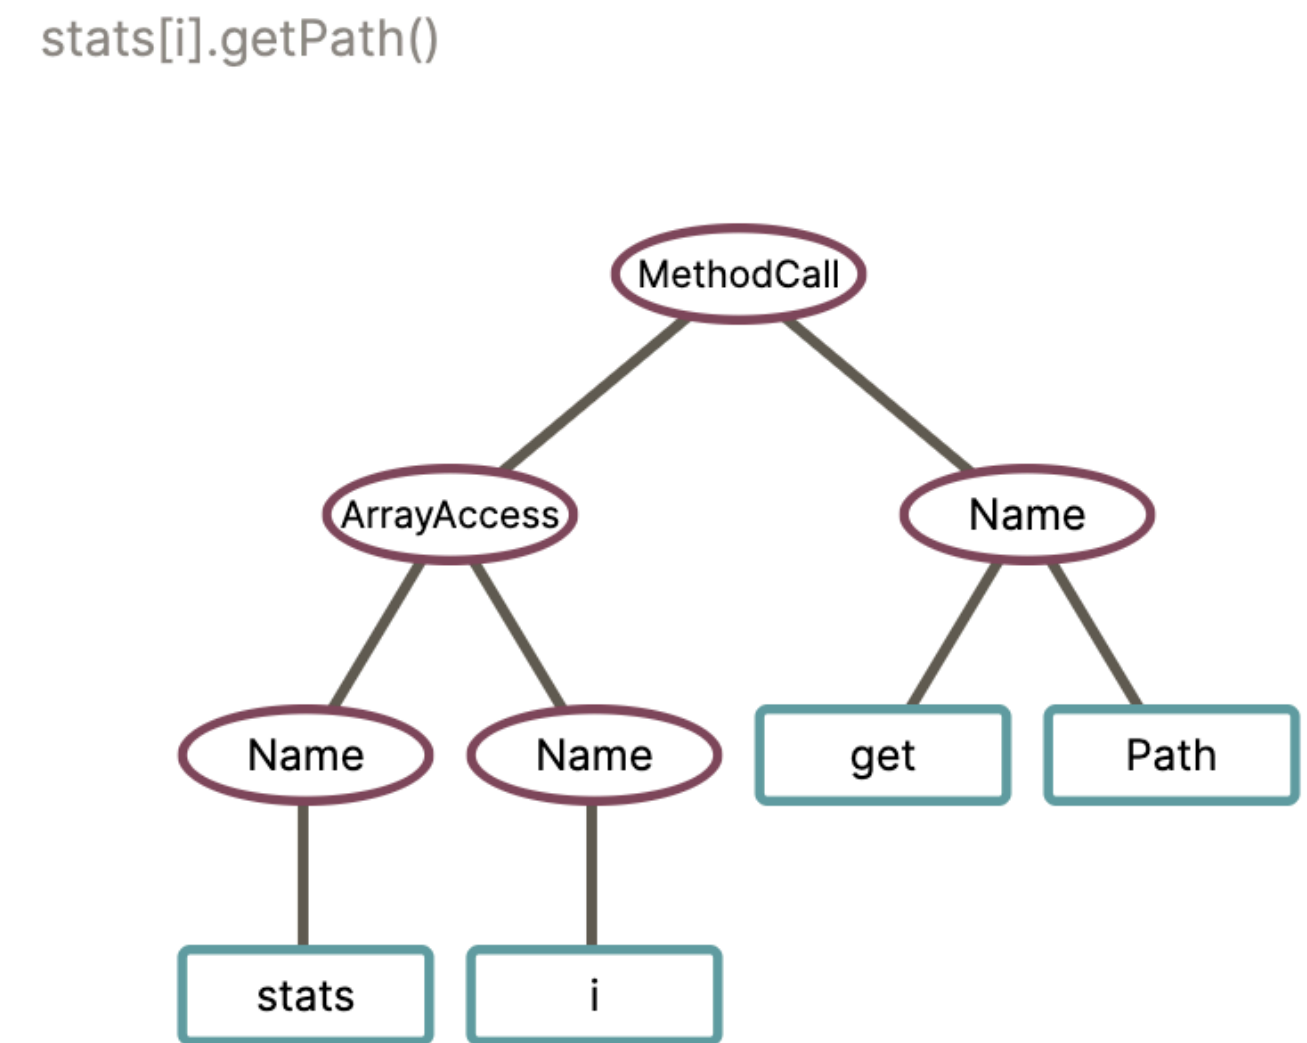 stats[i].getPath()
MethodCall
ArrayAccess
Name
Name
Name
get
Path
stats
i